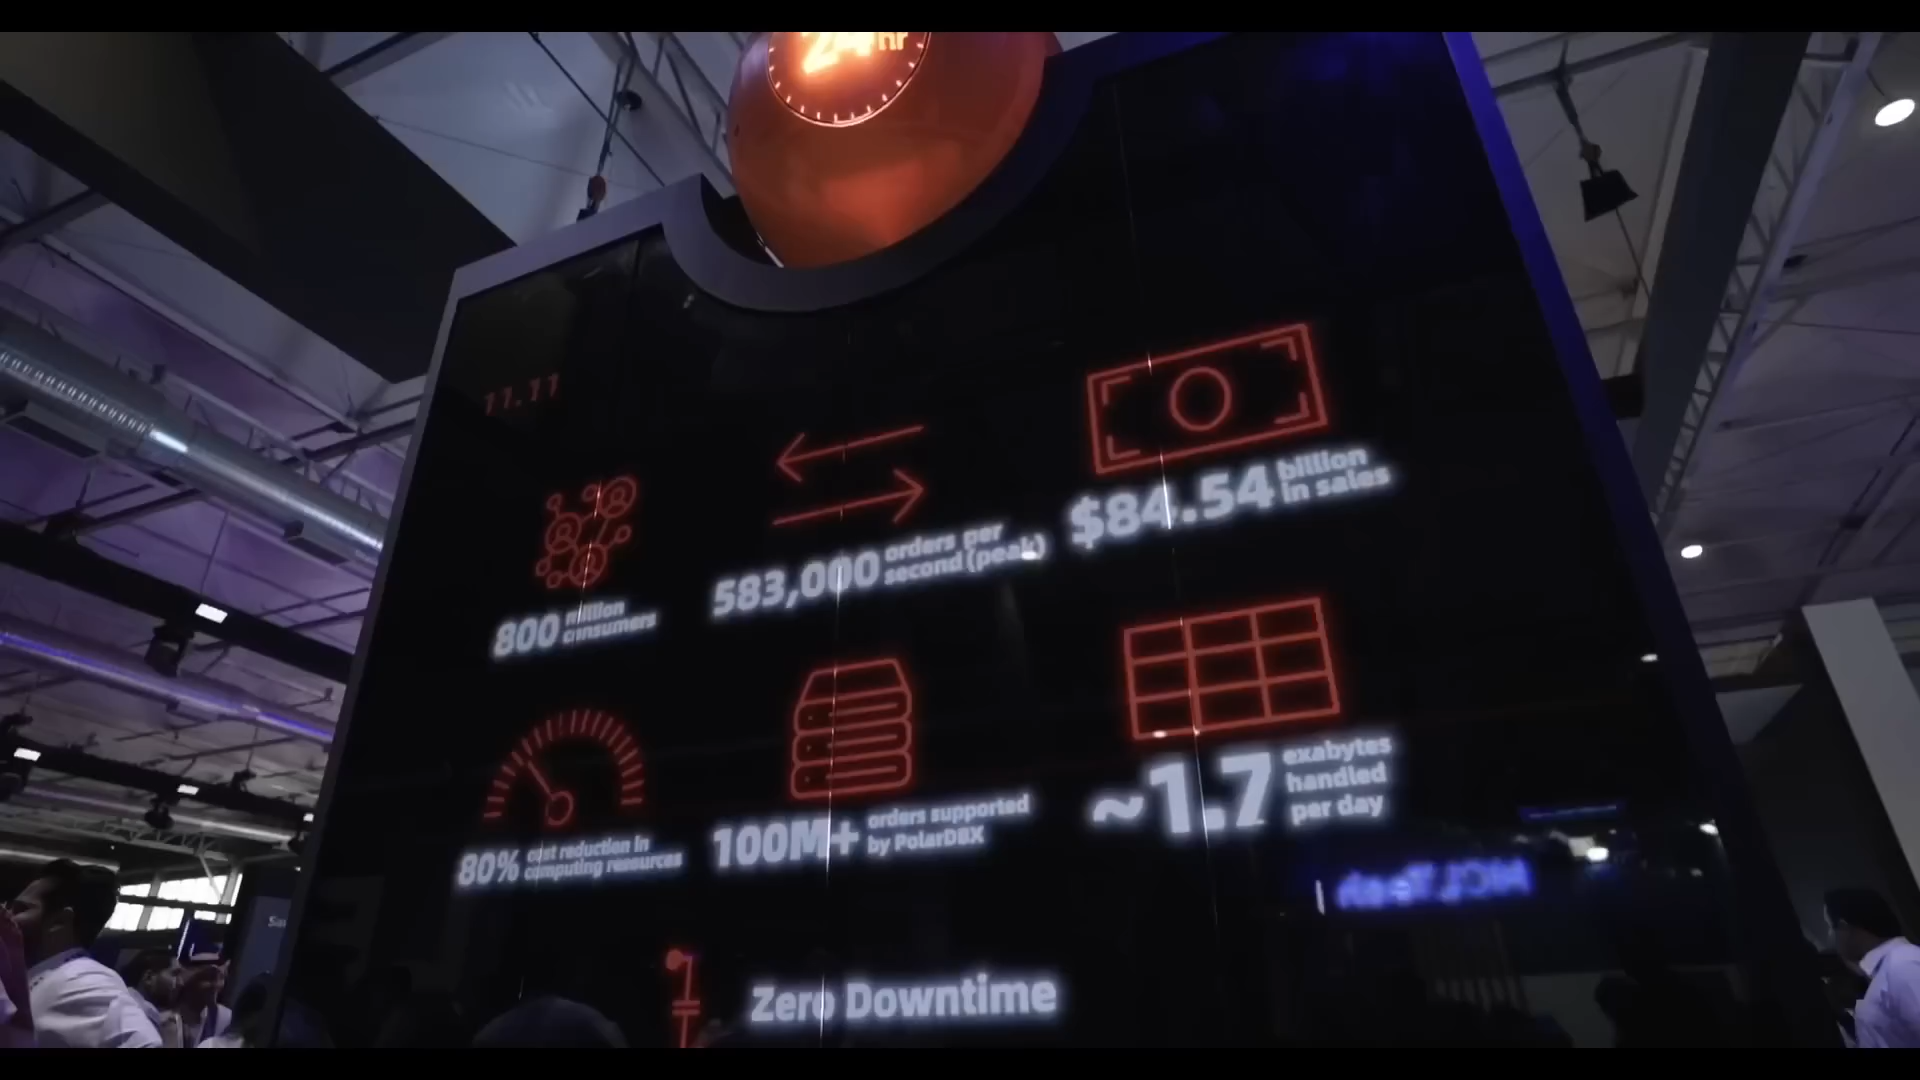 24hr
11.11
800 million
consumers
583,000 orders per
second (peak)
$84.54 billion
in sales
80% cost reduction in
computing resources
100M+ orders supported
by PolarDBX
~1.7 exabytes
handled
per day
Zero Downtime